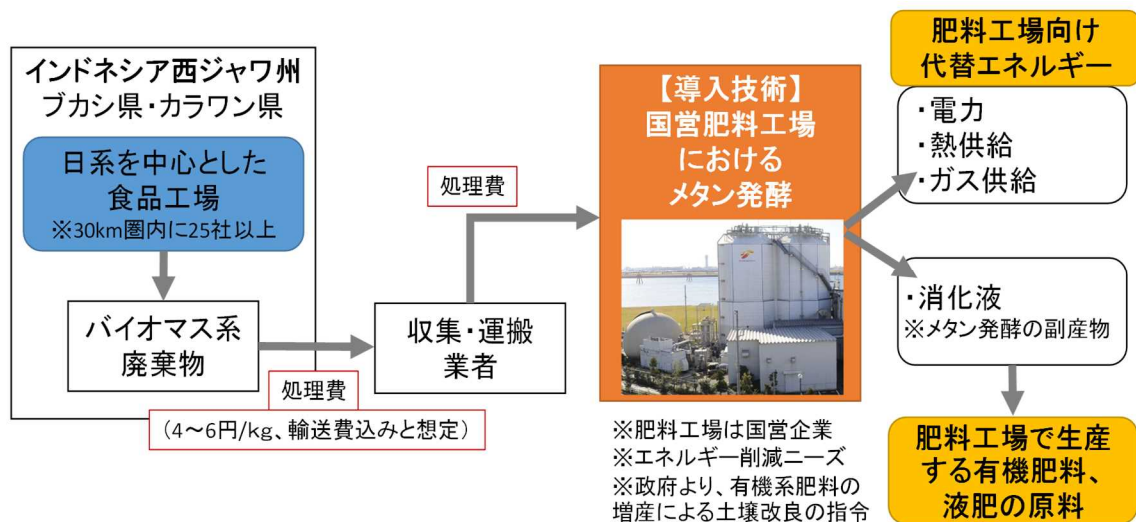 インドネシア西ジャワ州
ブカシ県・カラワン県
日系を中心とした
食品工場
※30km圏内に25社以上
バイオマス系
廃棄物
処理費
（4～6円/kg、輸送費込みと想定）
収集・運搬
業者
処理費
【導入技術】
国営肥料工場
における
メタン発酵
※肥料工場は国営企業
※エネルギー削減ニーズ
※政府より、有機系肥料の
増産による土壌改良の指令
肥料工場向け
代替エネルギー
・電力
・熱供給
・ガス供給
・消化液
※メタン発酵の副産物
肥料工場で生産
する有機肥料、
液肥の原料